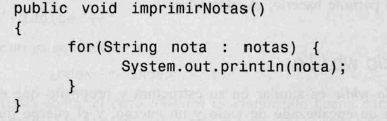 public void imprimirNotas()
{
for(String nota : notas) {
System.out.println(nota);
}
}